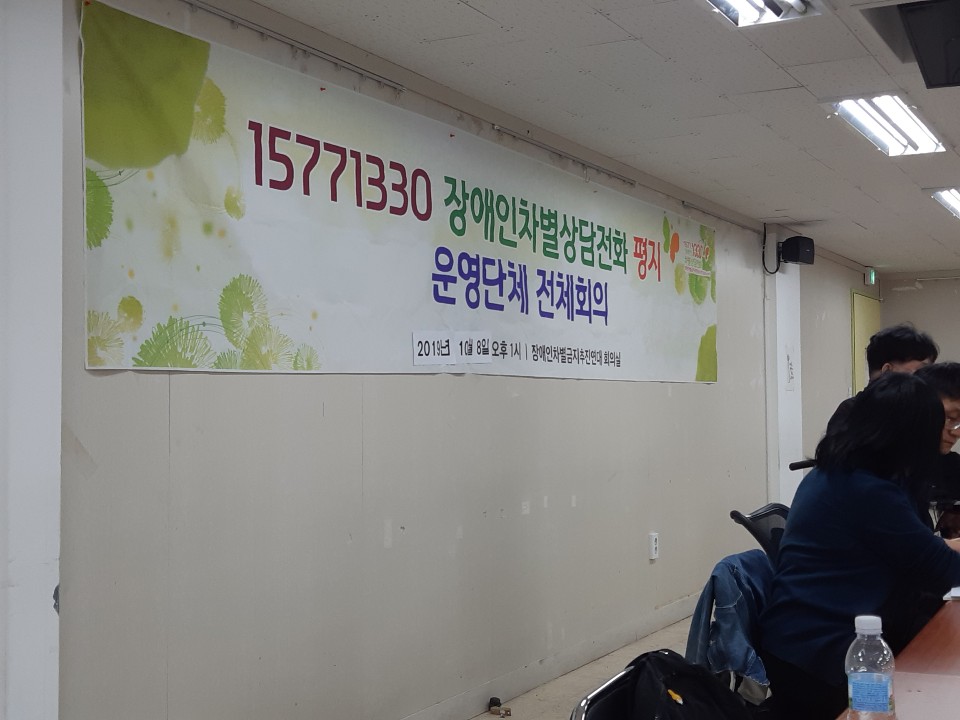 15771330 장애인차별상담전화 평지
운영단체 전체회의
2019년 10월 8일 오후 1시 | 장애인차별금지추진연대 회의실